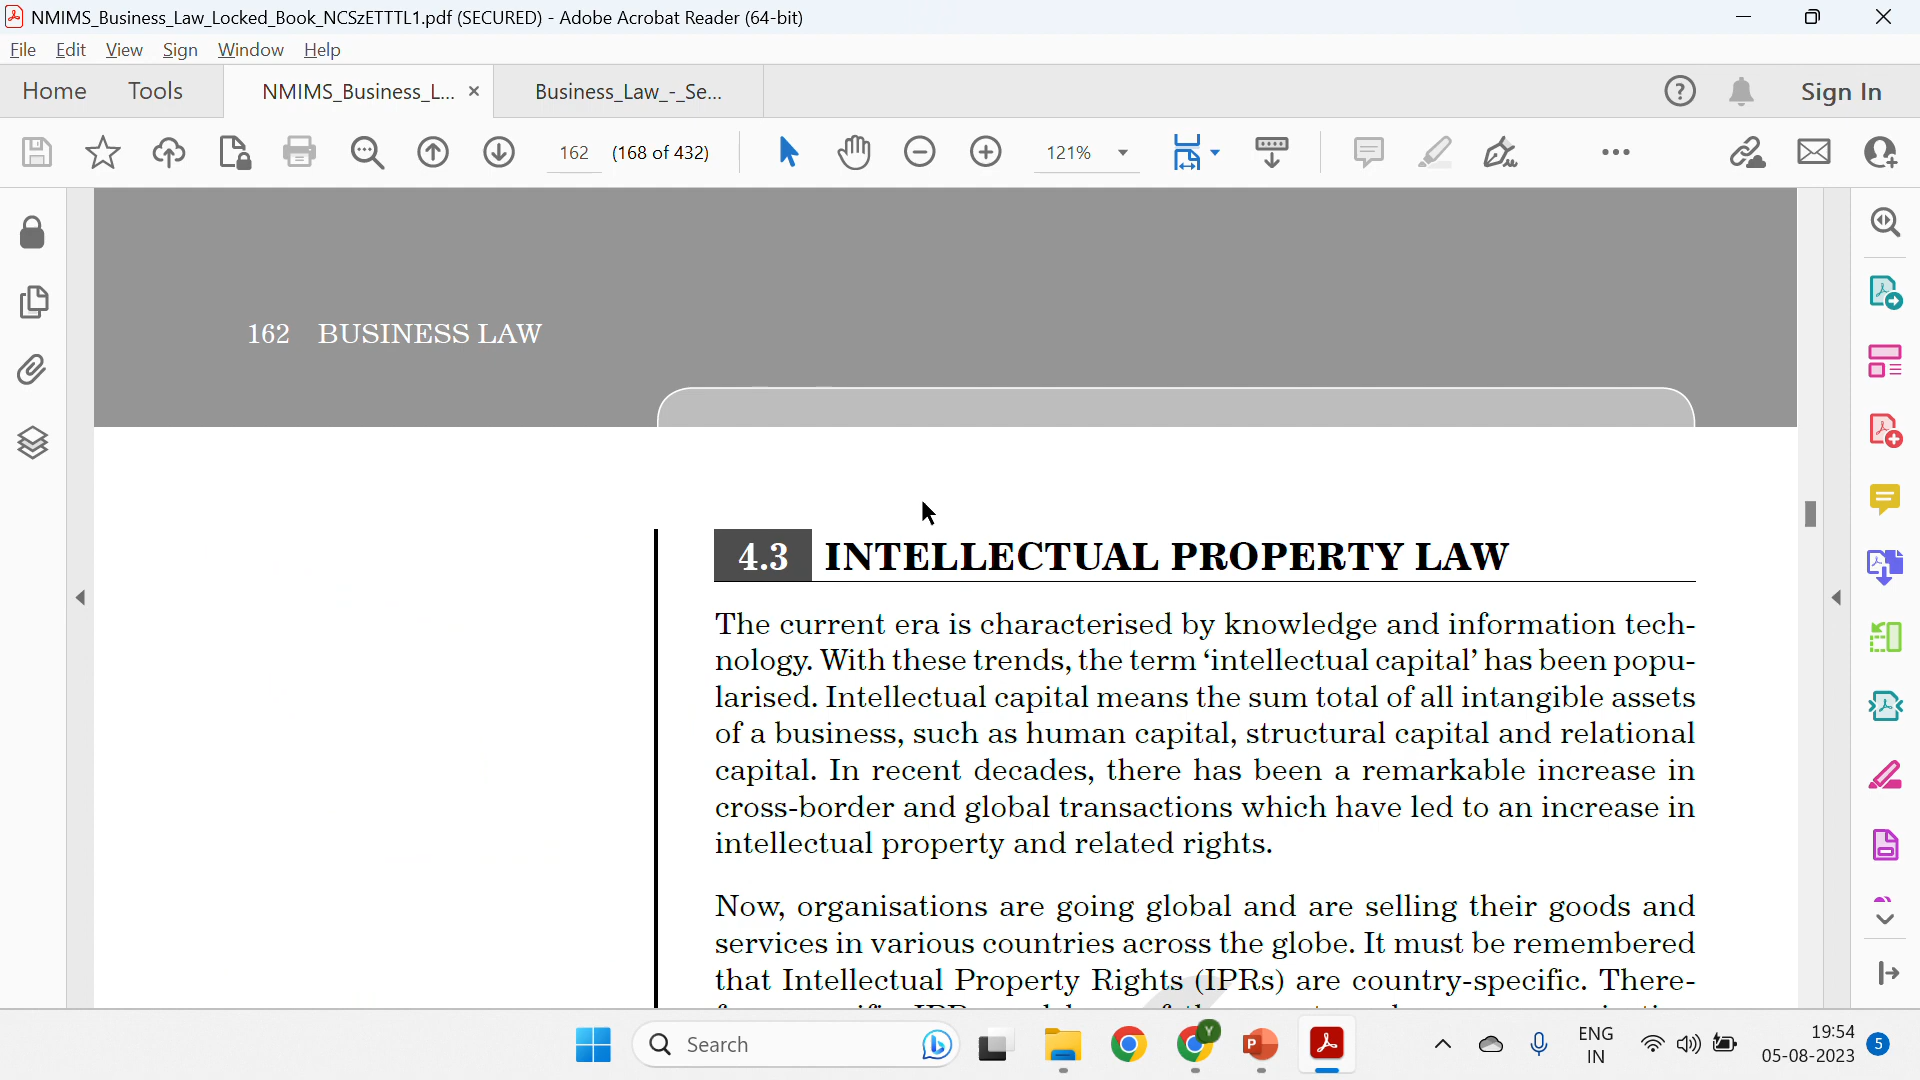 NMIMS_Business_Law_Locked_Book_NCSzETTTL1.pdf (SECURED) - Adobe Acrobat Reader (64-bit)
File Edit View Sign Window Help
Home Tools NMIMS_Business_L... Business_Law_-_Se... Sign In
162 (168 of 432) 121%
162 BUSINESS LAW
4.3 INTELLECTUAL PROPERTY LAW
The current era is characterised by knowledge and information tech-
nology. With these trends, the term ‘intellectual capital’ has been popu-
larised. Intellectual capital means the sum total of all intangible assets
of a business, such as human capital, structural capital and relational
capital. In recent decades, there has been a remarkable increase in
cross-border and global transactions which have led to an increase in
intellectual property and related rights.
Now, organisations are going global and are selling their goods and
services in various countries across the globe. It must be remembered
that Intellectual Property Rights (IPRs) are country-specific. There-
Search
Y
P
ENG
IN
19:54
05-08-2023
5